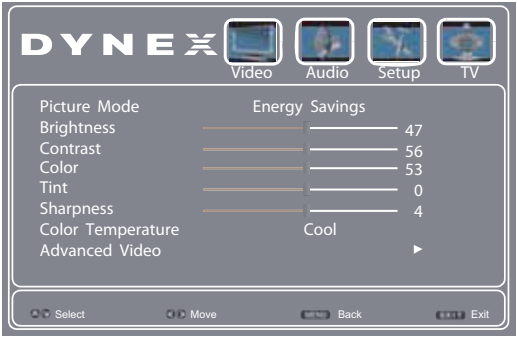 DYNEX
Video Audio Setup TV
Picture Mode Energy Savings
Brightness 47
Contrast 56
Color 53
Tint 0
Sharpness 4
Color Temperature Cool
Advanced Video
Select Move MENU Back EXIT Exit